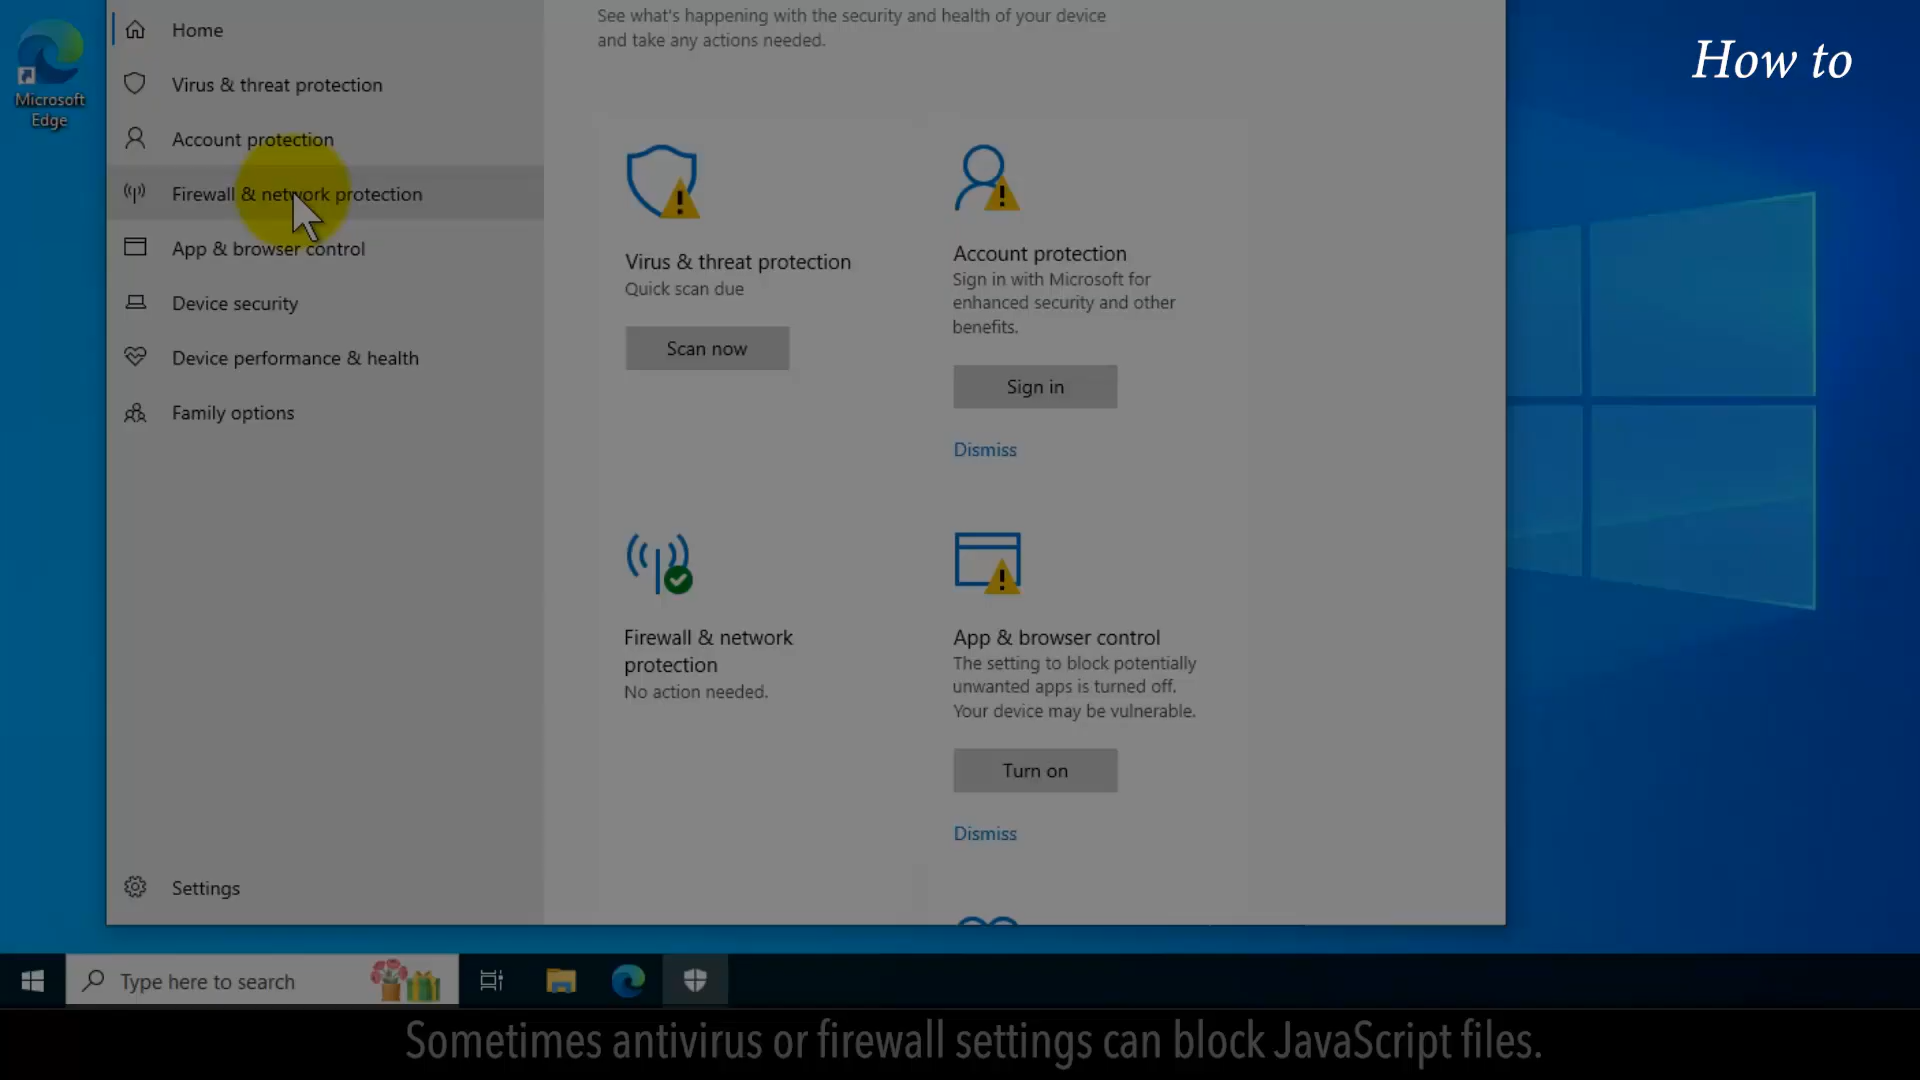 Microsoft
Edge
How to
Home
Virus & threat protection
Account protection
Firewall & network protection
App & browser control
Device security
Device performance & health
Family options
Settings
See what's happening with the security and health of your device
and take any actions needed.
Virus & threat protection
Quick scan due
Scan now
Account protection
Sign in with Microsoft for
enhanced security and other
benefits.
Sign in
Dismiss
Firewall & network
protection
No action needed.
App & browser control
The setting to block potentially
unwanted apps is turned off.
Your device may be vulnerable.
Turn on
Dismiss
Type here to search
Sometimes antivirus or firewall settings can block JavaScript files.